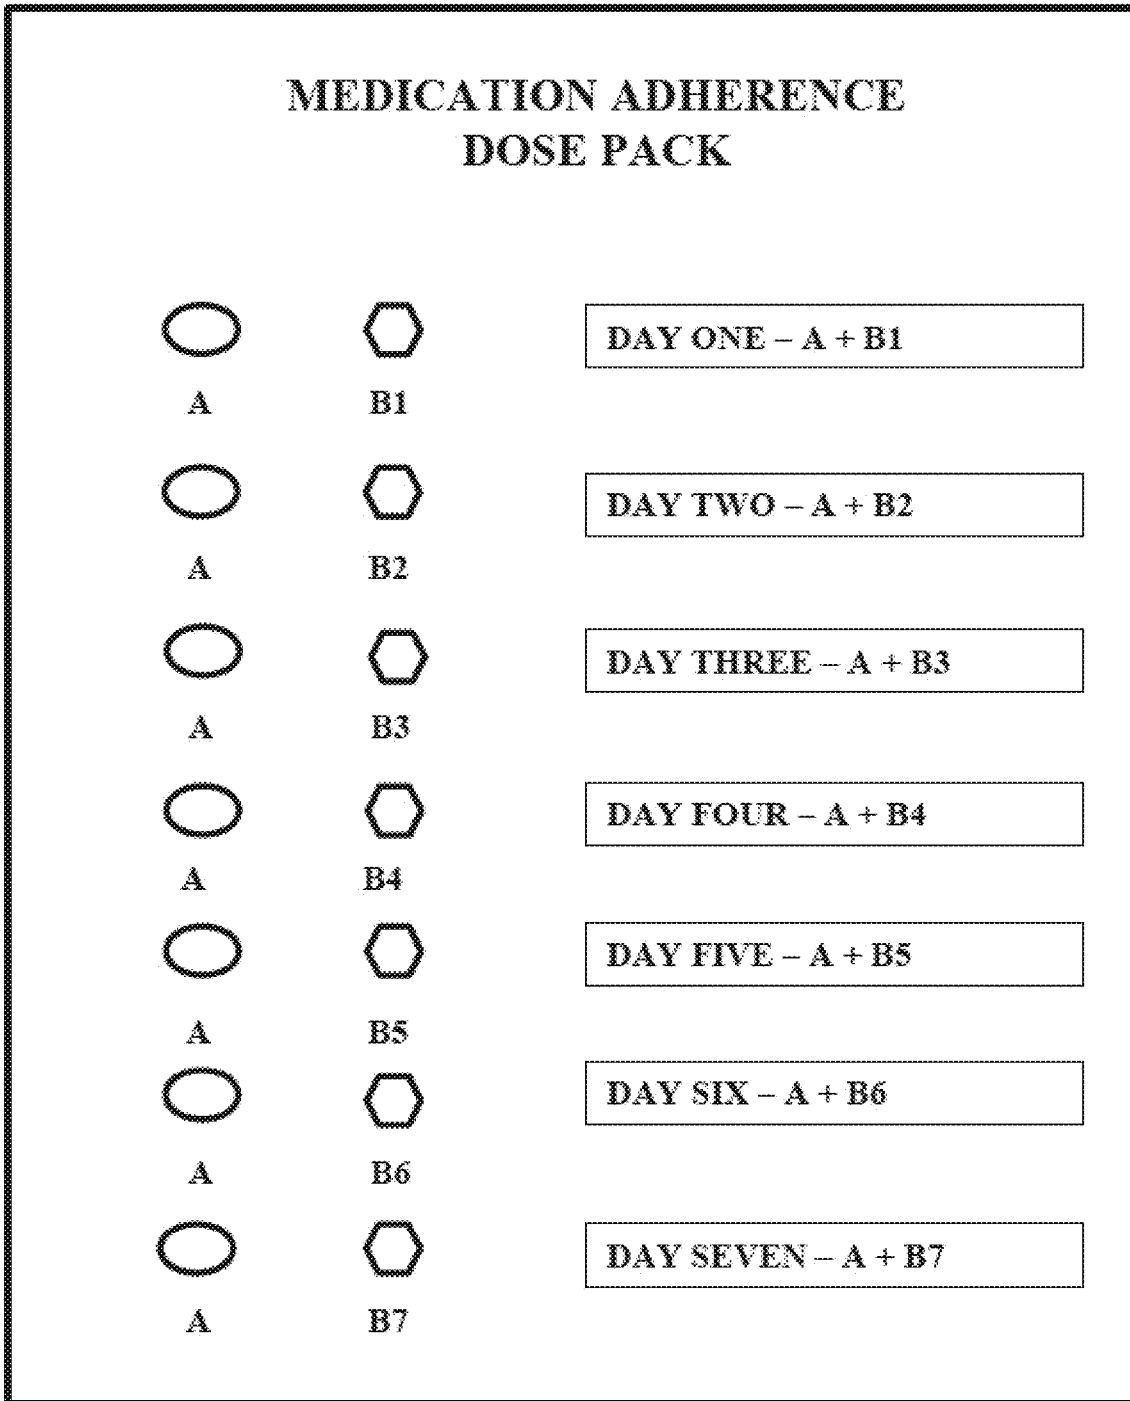 MEDICATION ADHERENCE
DOSE PACK
DAY ONE – A + B1
A B1
DAY TWO – A + B2
A B2
DAY THREE – A + B3
A B3
DAY FOUR – A + B4
A B4
DAY FIVE – A + B5
A B5
DAY SIX – A + B6
A B6
DAY SEVEN – A + B7
A B7